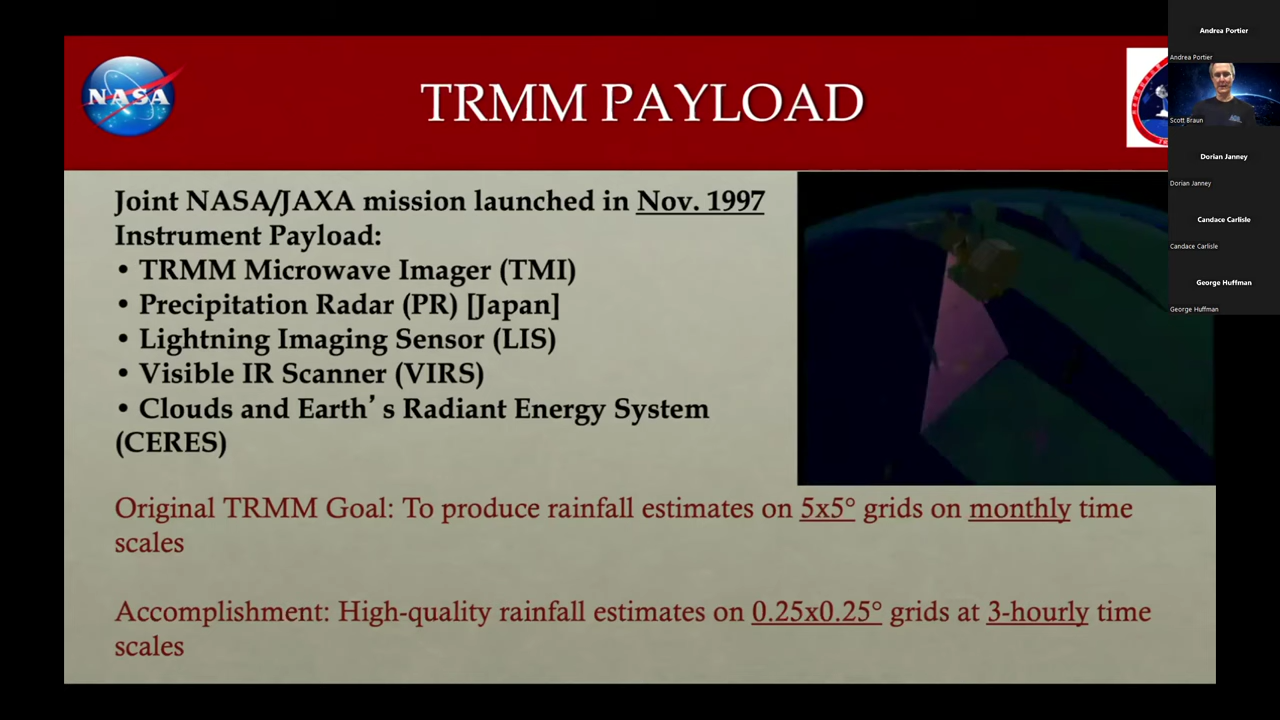 NASA
TRMM PAYLOAD
Joint NASA/JAXA mission launched in Nov. 1997
Instrument Payload:
• TRMM Microwave Imager (TMI)
• Precipitation Radar (PR) [Japan]
• Lightning Imaging Sensor (LIS)
• Visible IR Scanner (VIRS)
• Clouds and Earth’s Radiant Energy System
(CERES)
Original TRMM Goal: To produce rainfall estimates on 5x5° grids on monthly time
scales
Accomplishment: High-quality rainfall estimates on 0.25x0.25° grids at 3-hourly time
scales
Andrea Portier
Andrea Portier
Scott Braun
Dorian Janney
Dorian Janney
Candace Carlisle
Candace Carlisle
George Huffman
George Huffman